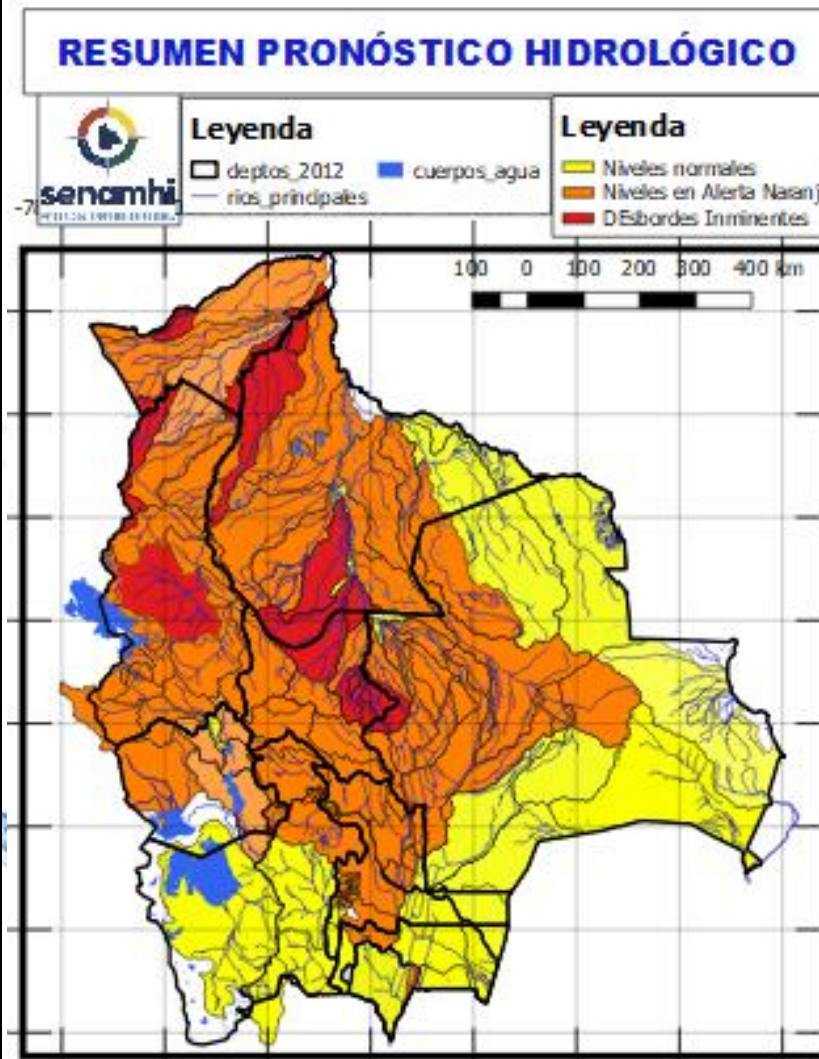 RESUMEN PRONÓSTICO HIDROLÓGICO
senamhi
Leyenda
deptos_2012
cuerpos_agua
rios_principales
Leyenda
Niveles normales
Niveles en Alerta Naranj
DEsbordes Inminentes
100 0 100 200 300 400 km